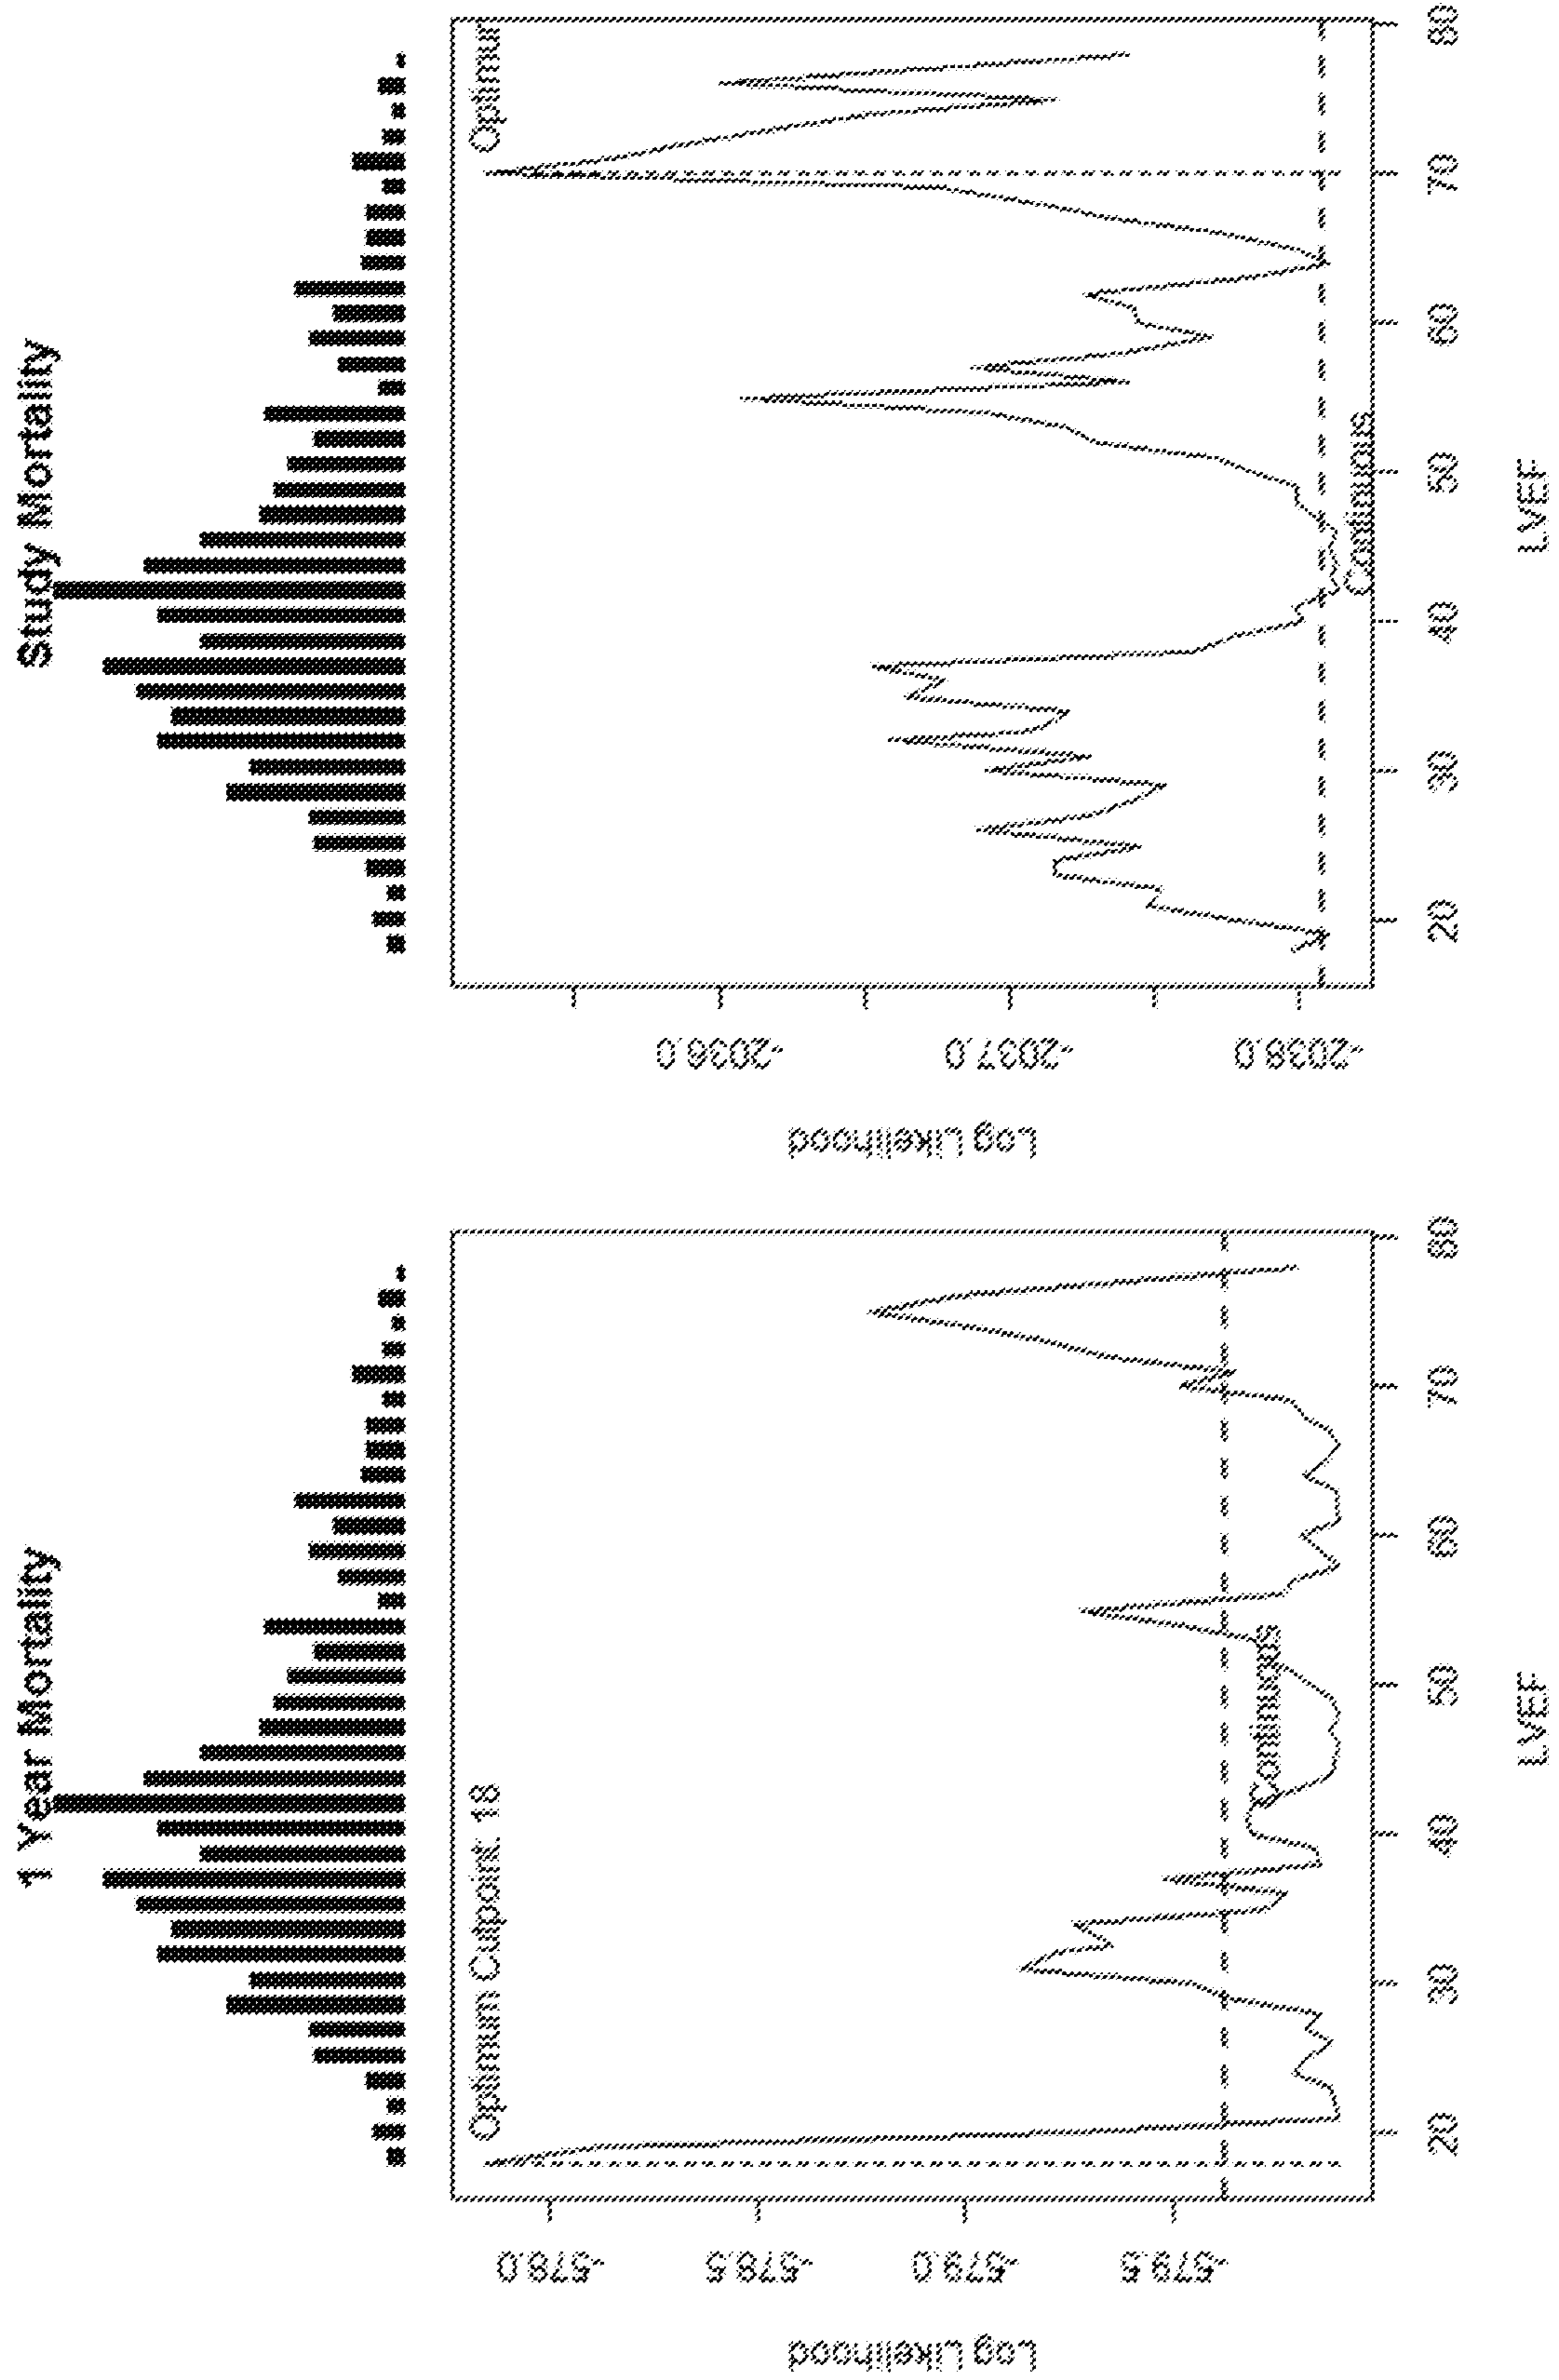 1 Year Mortality
Optimum Cutpoint: 18
Continuous
-578.0
-578.5
-579.0
-579.5
Log Likelihood
20
30
40
50
60
70
80
LVEF
Study Mortality
Optimur
Continuous
-2036.0
-2037.0
-2038.0
Log Likelihood
20
30
40
50
60
70
80
LVEF